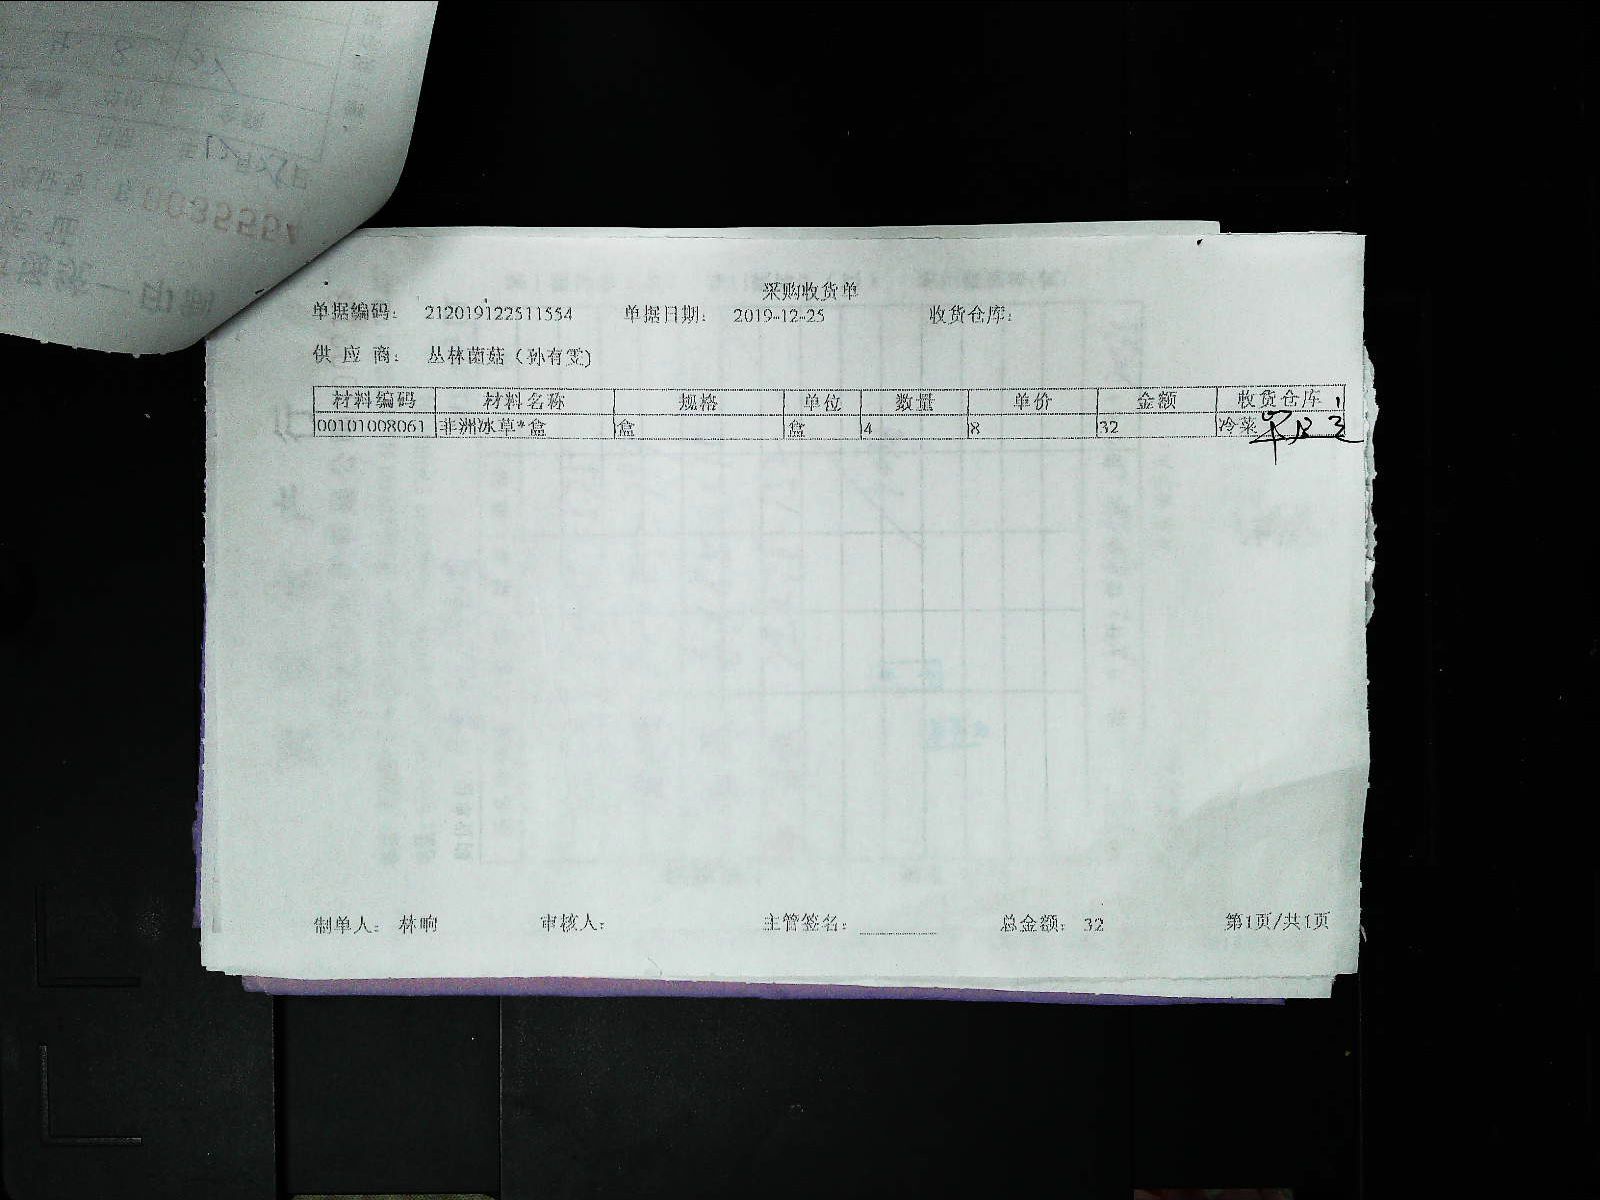 采购收货单
单据编码: 212019122511554 单据日期: 2019-12-25 收货仓库:
供 应 商: 丛林菌菇（孙有雯)
材料编码 材料名称 规格 单位 数量 单价 金额 收货仓库
00101008061 非洲冰草*盒 盒 盒 4 8 32 冷菜
制单人: 林响 审核人: 主管签名: 总金额: 32 第1页/共1页